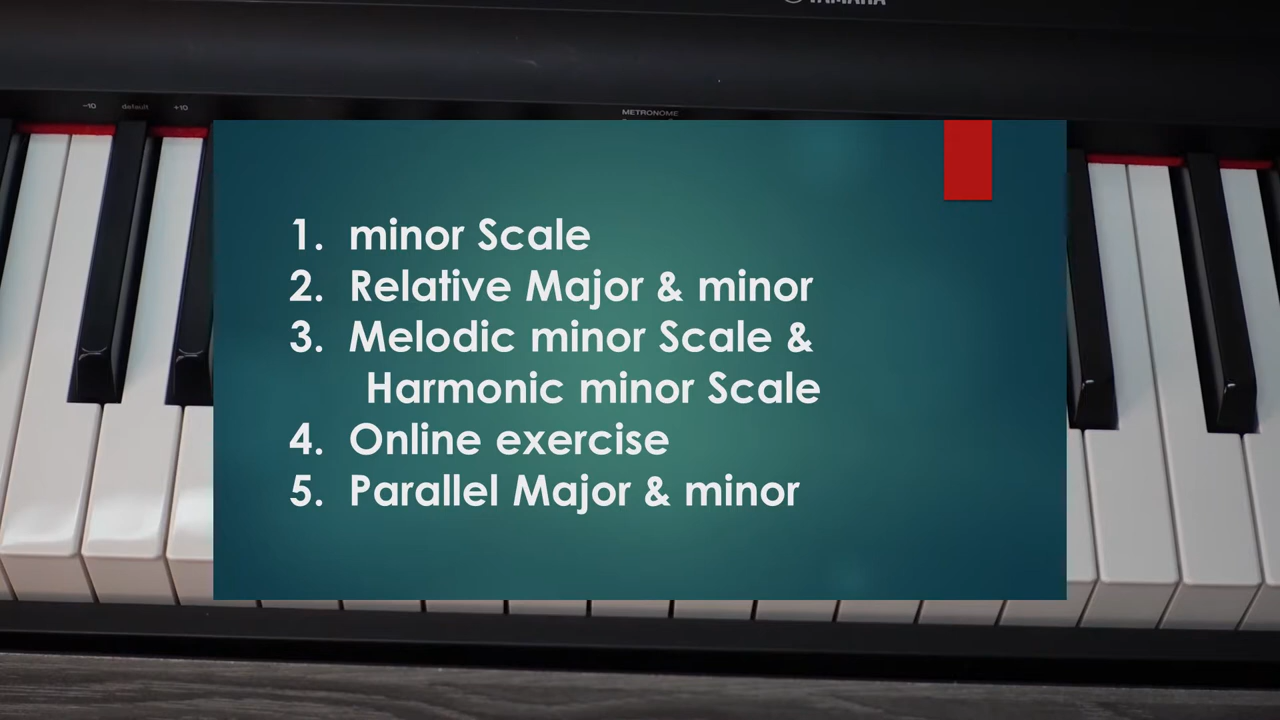 YAMAHA
-10 default +10
METRONOME
1. minor Scale
2. Relative Major & minor
3. Melodic minor Scale &
Harmonic minor Scale
4. Online exercise
5. Parallel Major & minor